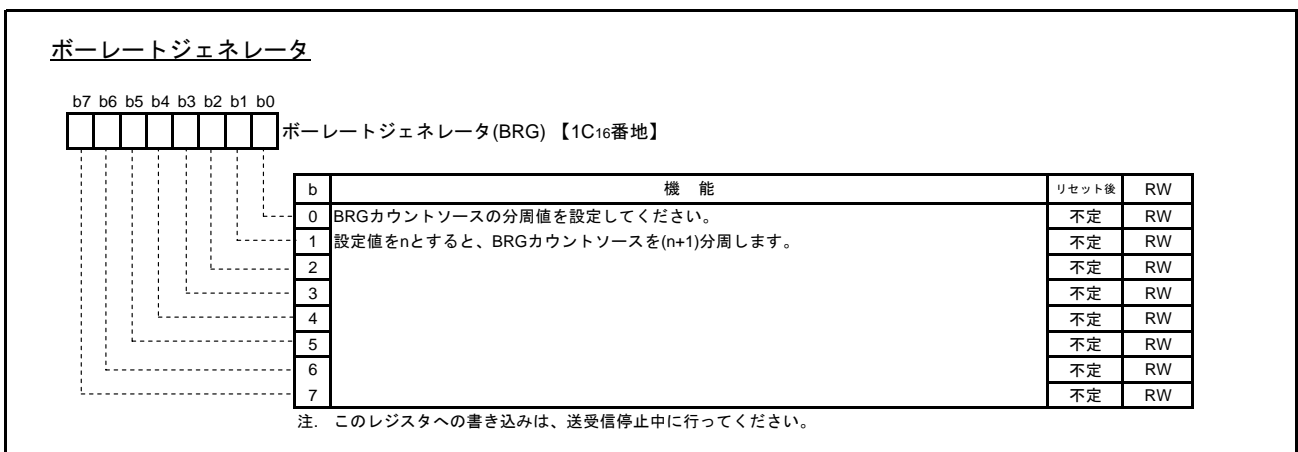 ボーレートジェネレータ
b7 b6 b5 b4 b3 b2 b1 b0
ボーレートジェネレータ(BRG) 【1C16番地】
b 機 能 リセット後 RW
0 BRGカウントソースの分周値を設定してください。 不定 RW
1 設定値をnとすると、BRGカウントソースを(n+1)分周します。 不定 RW
2 不定 RW
3 不定 RW
4 不定 RW
5 不定 RW
6 不定 RW
7 不定 RW
注. このレジスタへの書き込みは、送受信停止中に行ってください。